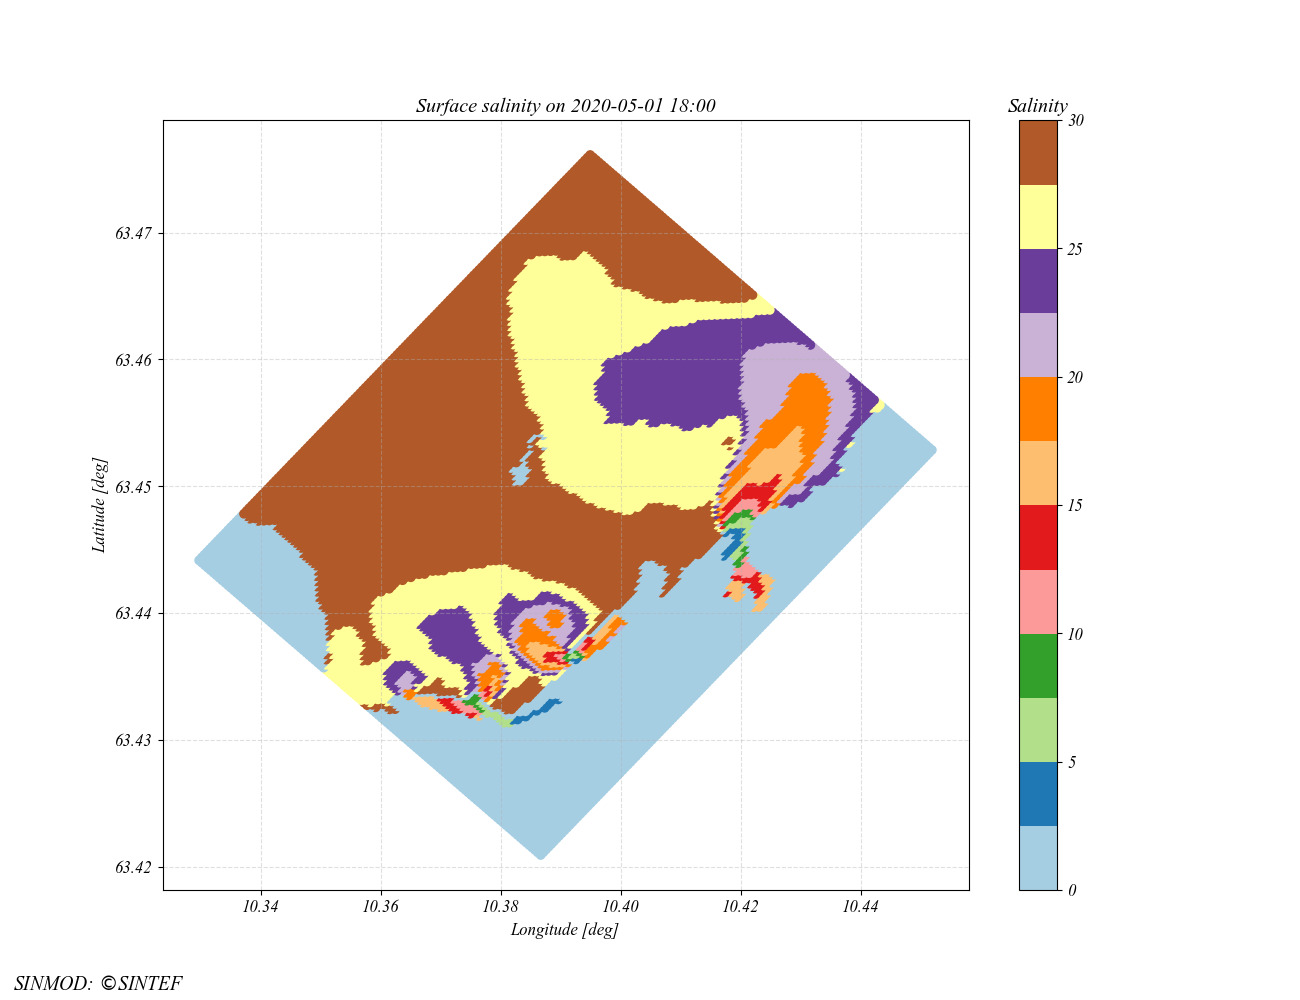 Surface salinity on 2020-05-01 18:00
Salinity
30
25
20
15
10
5
0
Latitude [deg]
63.47
63.46
63.45
63.44
63.43
63.42
10.34 10.36 10.38 10.40 10.42 10.44
Longitude [deg]
SINMOD: ©SINTEF